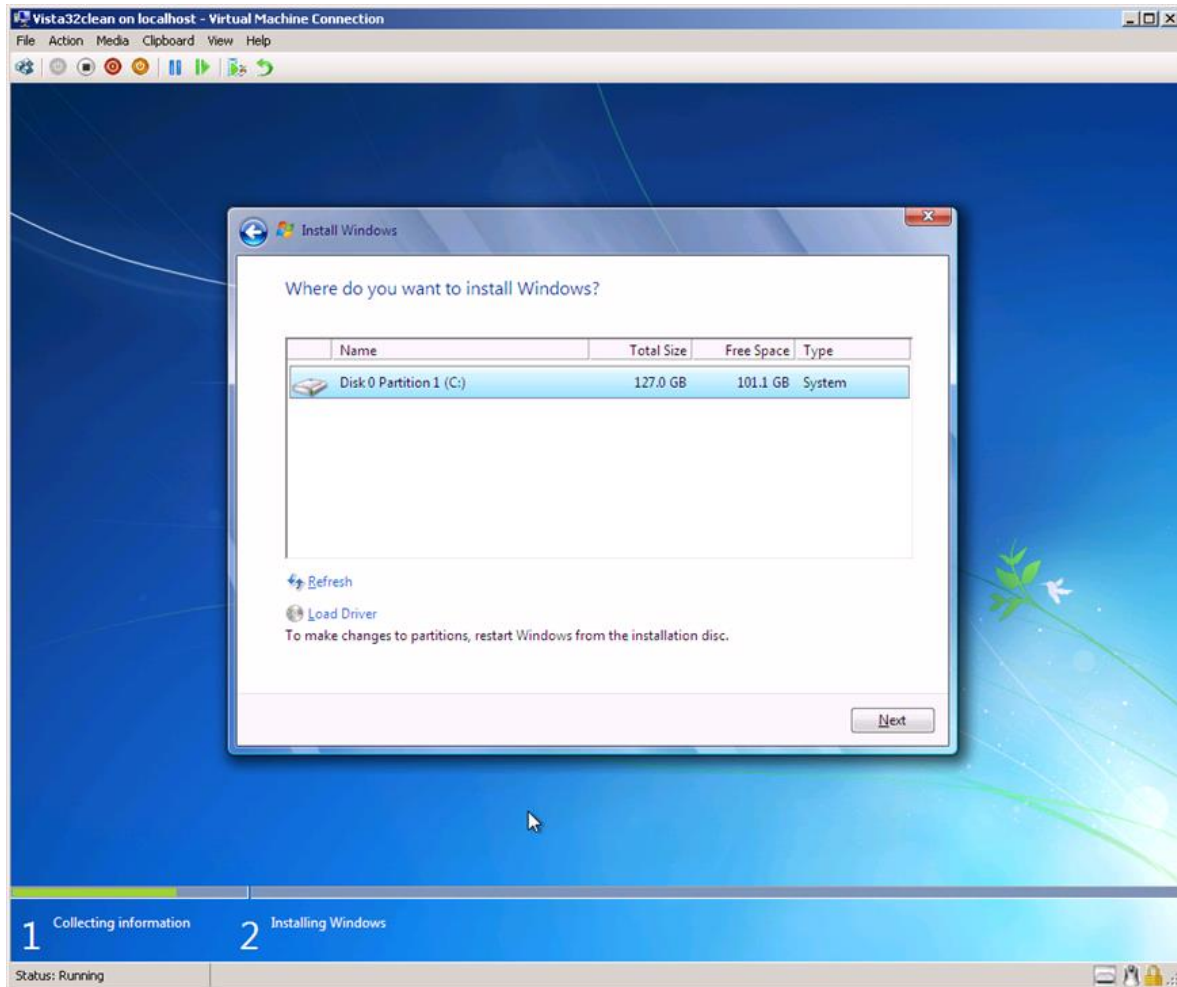 Vista32clean on localhost - Virtual Machine Connection
File Action Media Clipboard View Help
Install Windows
Where do you want to install Windows?
Name Total Size Free Space Type
Disk 0 Partition 1 (C:) 127.0 GB 101.1 GB System
Refresh
Load Driver
To make changes to partitions, restart Windows from the installation disc.
Next
1 Collecting information 2 Installing Windows
Status: Running